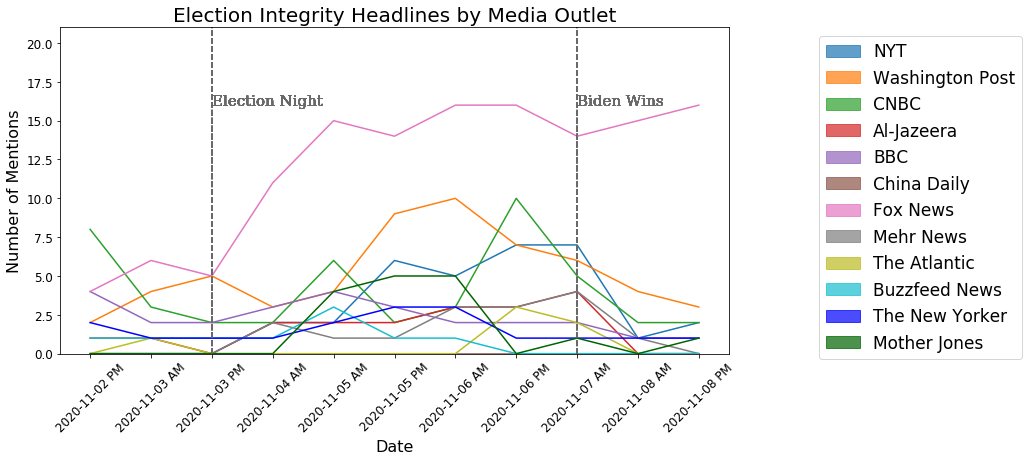 Election Integrity Headlines by Media Outlet
Number of Mentions
20.0
17.5
15.0
12.5
10.0
7.5
5.0
2.5
0.0
Election Night
Biden Wins
2020-11-02 PM
2020-11-03 AM
2020-11-03 PM
2020-11-04 AM
2020-11-05 AM
2020-11-05 PM
2020-11-06 AM
2020-11-06 PM
2020-11-07 AM
2020-11-08 AM
2020-11-08 PM
Date
NYT
Washington Post
CNBC
Al-Jazeera
BBC
China Daily
Fox News
Mehr News
The Atlantic
Buzzfeed News
The New Yorker
Mother Jones